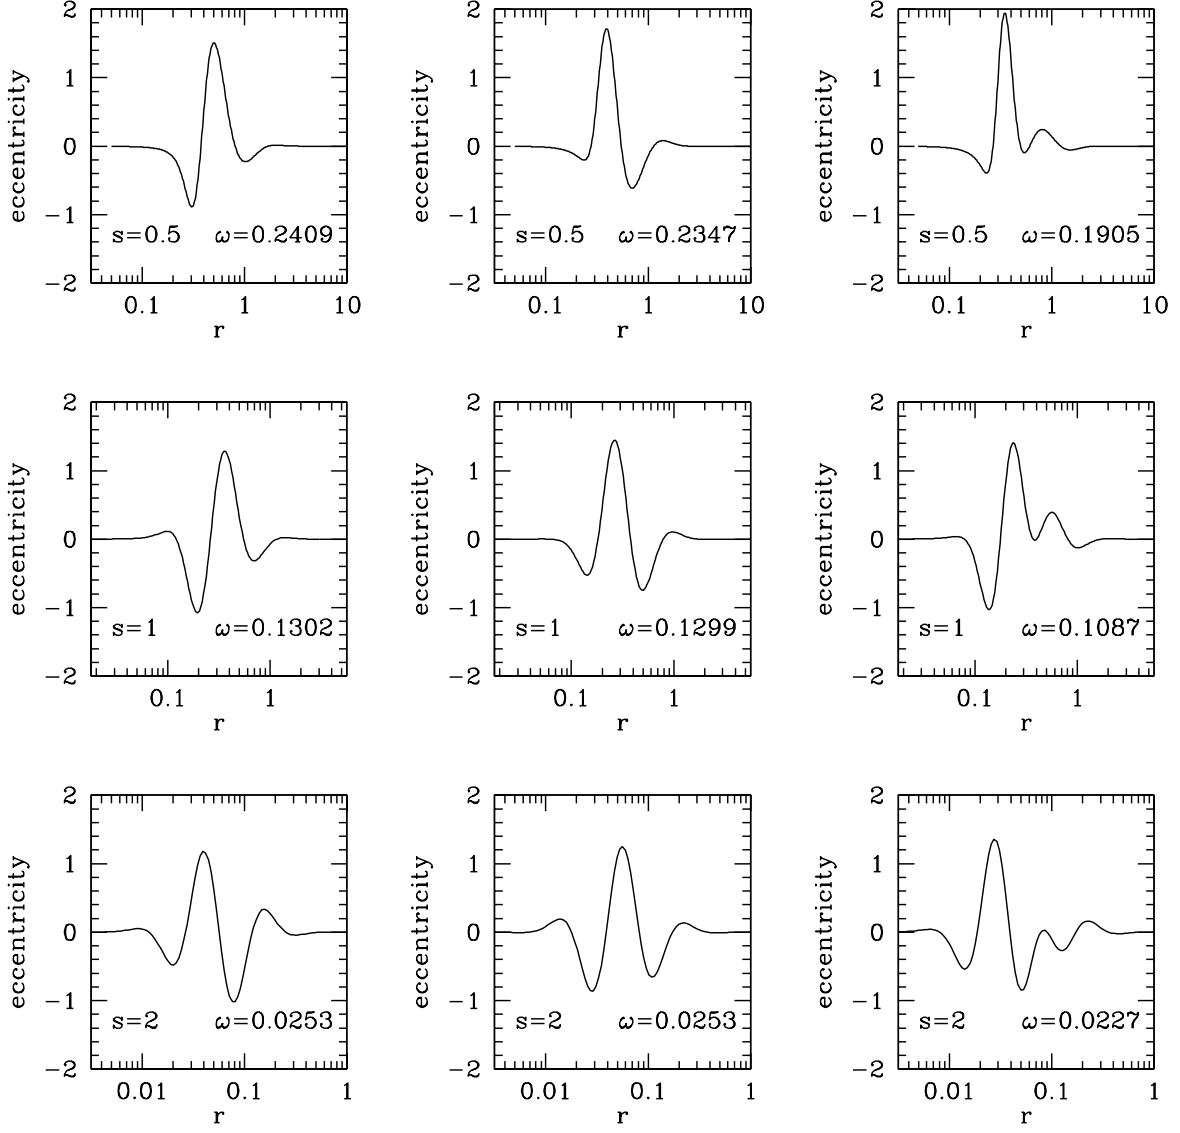 2 2 2
eccentricity 1 eccentricity 1 eccentricity 1
0 0 0
−1 −1 −1
s=0.5 ω=0.2409 s=0.5 ω=0.2347 s=0.5 ω=0.1905
−2 −2 −2
0.1 1 10 0.1 1 10 0.1 1 10
r r r
2 2 2
eccentricity 1 eccentricity 1 eccentricity 1
0 0 0
−1 −1 −1
s=1 ω=0.1302 s=1 ω=0.1299 s=1 ω=0.1087
−2 −2 −2
0.1 1 0.1 1 0.1 1
r r r
2 2 2
eccentricity 1 eccentricity 1 eccentricity 1
0 0 0
−1 −1 −1
s=2 ω=0.0253 s=2 ω=0.0253 s=2 ω=0.0227
−2 −2 −2
0.01 0.1 1 0.01 0.1 1 0.01 0.1 1
r r r